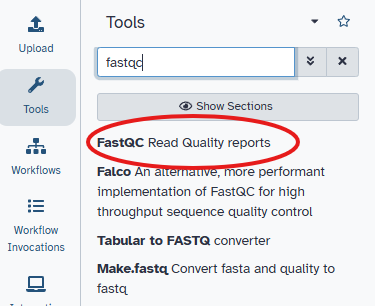 Upload
Tools
Workflows
Workflow
Invocations
Tools
fastqc
Show Sections
FastQC Read Quality reports
Falco An alternative, more performant
implementation of FastQC for high
throughput sequence quality control
Tabular to FASTQ converter
Make.fastq Convert fasta and quality to
fastq